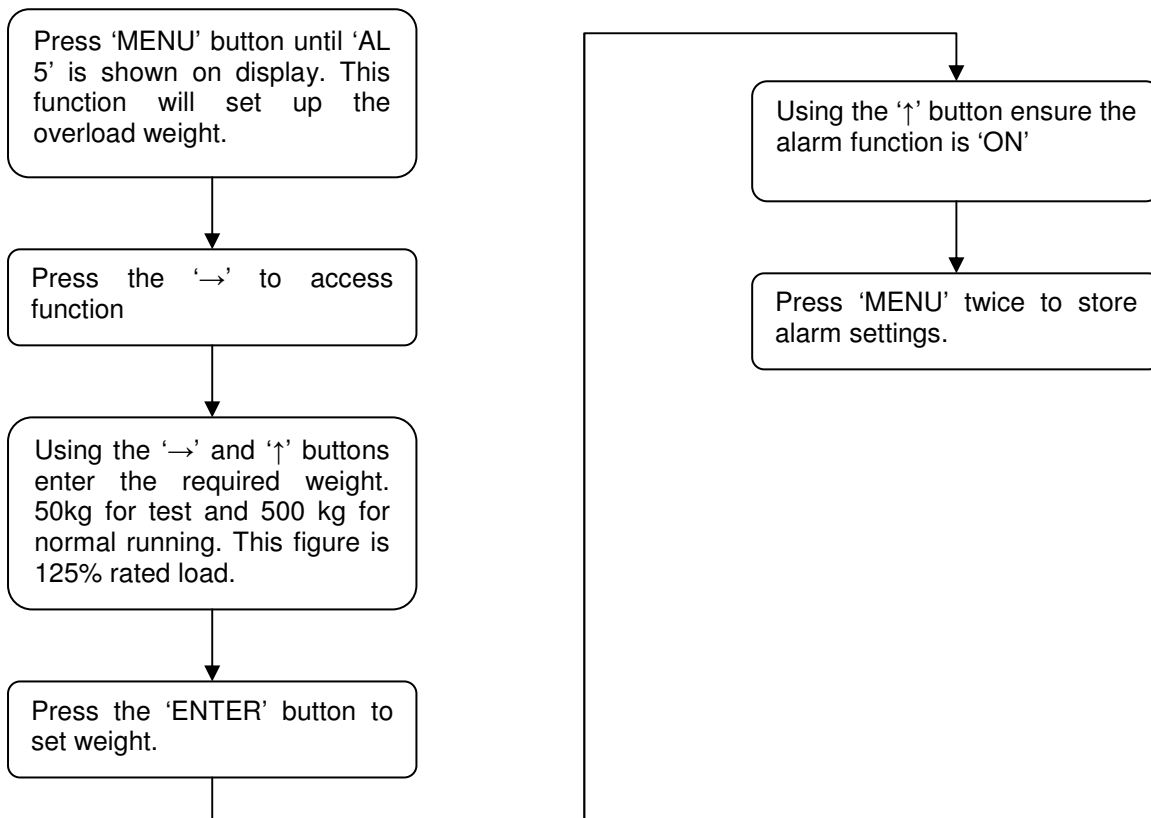 Press ‘MENU’ button until ‘AL
5’ is shown on display. This
function will set up the
overload weight.
Press the ‘→’ to access
function
Using the ‘→’ and ‘↑’ buttons
enter the required weight.
50kg for test and 500 kg for
normal running. This figure is
125% rated load.
Press the ‘ENTER’ button to
set weight.
Using the ‘↑’ button ensure the
alarm function is ‘ON’
Press ‘MENU’ twice to store
alarm settings.